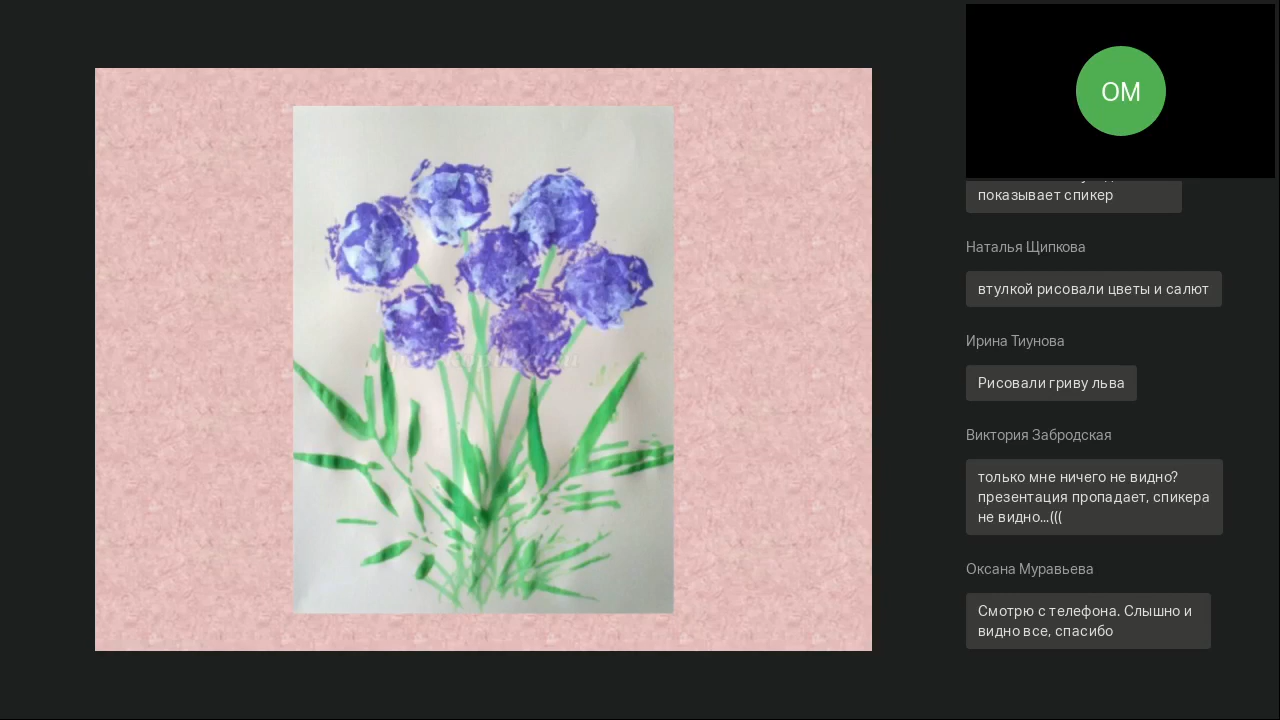 ОМ
показывает спикер
Наталья Щипкова
втулкой рисовали цветы и салют
Ирина Тиунова
Рисовали гриву льва
Виктория Забродская
только мне ничего не видно?
презентация пропадает, спикера
не видно...(((
Оксана Муравьева
Смотрю с телефона. Слышно и
видно все, спасибо